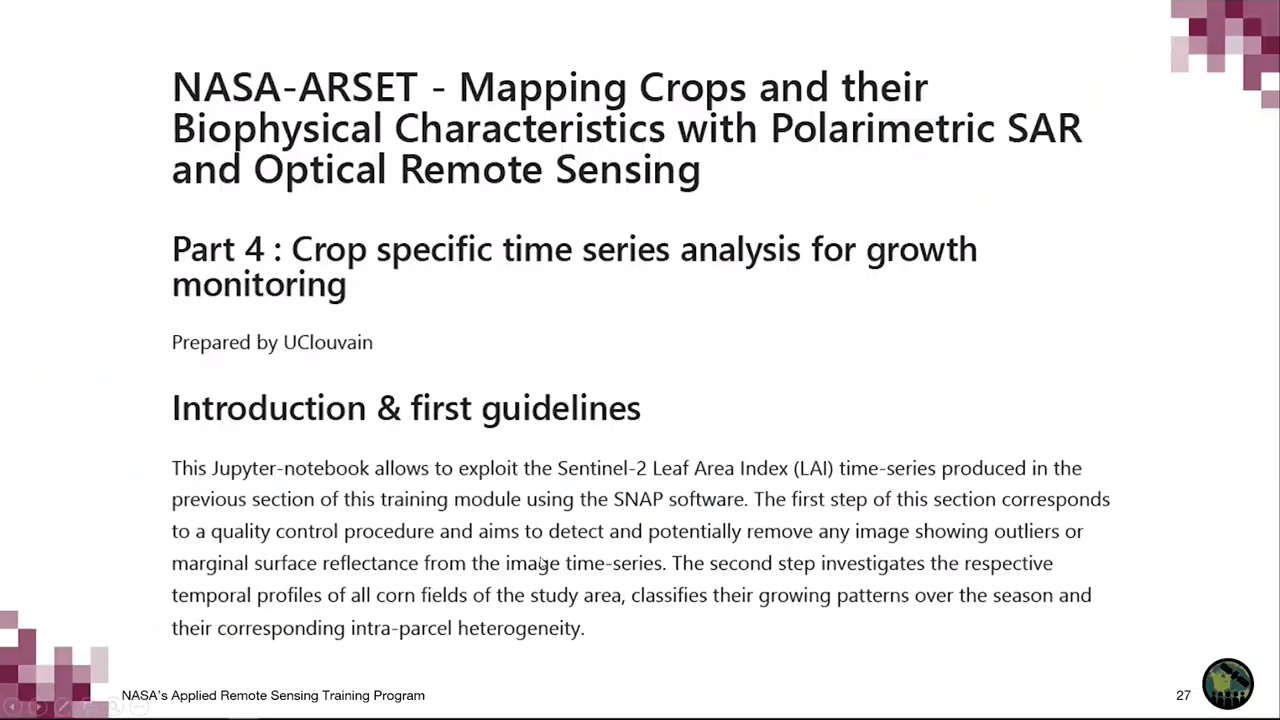 NASA-ARSET - Mapping Crops and their
Biophysical Characteristics with Polarimetric SAR
and Optical Remote Sensing
Part 4 : Crop specific time series analysis for growth
monitoring
Prepared by UClouvain
Introduction & first guidelines
This Jupyter-notebook allows to exploit the Sentinel-2 Leaf Area Index (LAI) time-series produced in the
previous section of this training module using the SNAP software. The first step of this section corresponds
to a quality control procedure and aims to detect and potentially remove any image showing outliers or
marginal surface reflectance from the image time-series. The second step investigates the respective
temporal profiles of all corn fields of the study area, classifies their growing patterns over the season and
their corresponding intra-parcel heterogeneity.
NASA's Applied Remote Sensing Training Program
27